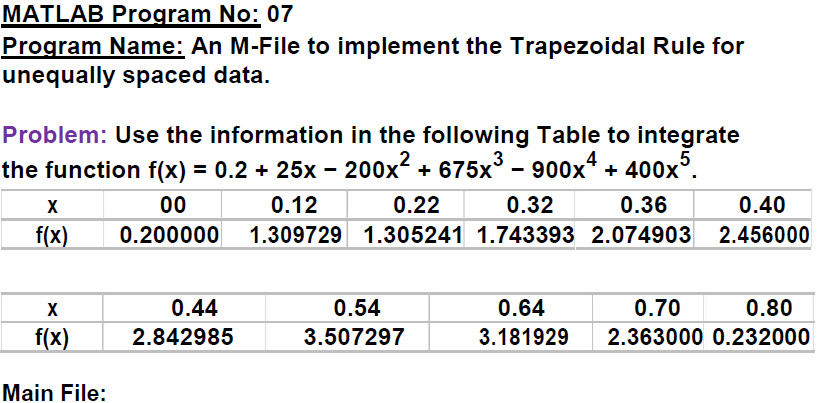 MATLAB Program No: 07
Program Name: An M-File to implement the Trapezoidal Rule for
unequally spaced data.
Problem: Use the information in the following Table to integrate
the function f(x) = 0.2 + 25x − 200x² + 675x³ − 900x⁴ + 400x⁵.
x 00 0.12 0.22 0.32 0.36 0.40
f(x) 0.200000 1.309729 1.305241 1.743393 2.074903 2.456000
x 0.44 0.54 0.64 0.70 0.80
f(x) 2.842985 3.507297 3.181929 2.363000 0.232000
Main File: